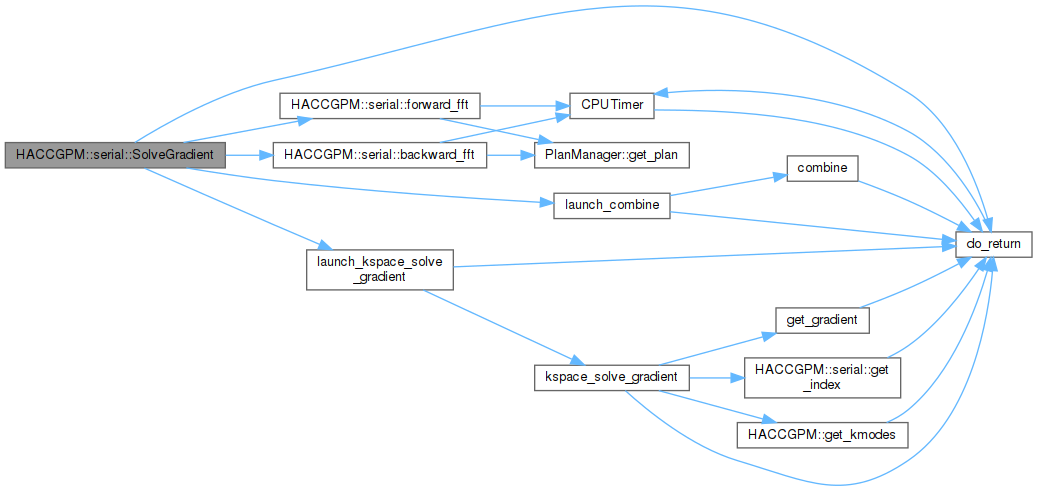 HACCGPM::serial::forward_fft
CPUTimer
HACCGPM::serial::SolveGradient
HACCGPM::serial::backward_fft
PlanManager::get_plan
combine
launch_combine
do_return
launch_kspace_solve
_gradient
get_gradient
kspace_solve_gradient
HACCGPM::serial::get
_index
HACCGPM::get_kmodes